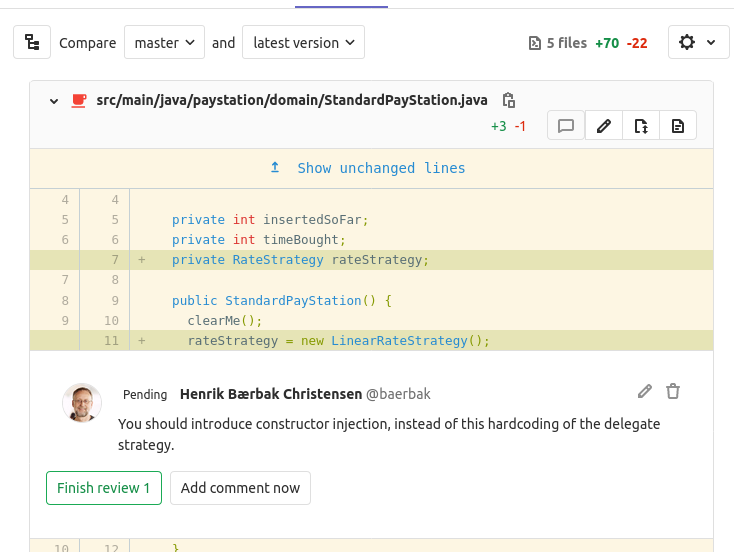 Compare master and latest version 5 files +70 -22
src/main/java/paystation/domain/StandardPayStation.java
+3 -1
Show unchanged lines
4 4
5 5 private int insertedSoFar;
6 6 private int timeBought;
7 + private RateStrategy rateStrategy;
7 8
8 9 public StandardPayStation() {
9 10 clearMe();
11 + rateStrategy = new LinearRateStrategy();
Pending Henrik Bærbak Christensen @baerbak
You should introduce constructor injection, instead of this hardcoding of the delegate
strategy.
Finish review 1 Add comment now
10 12 }